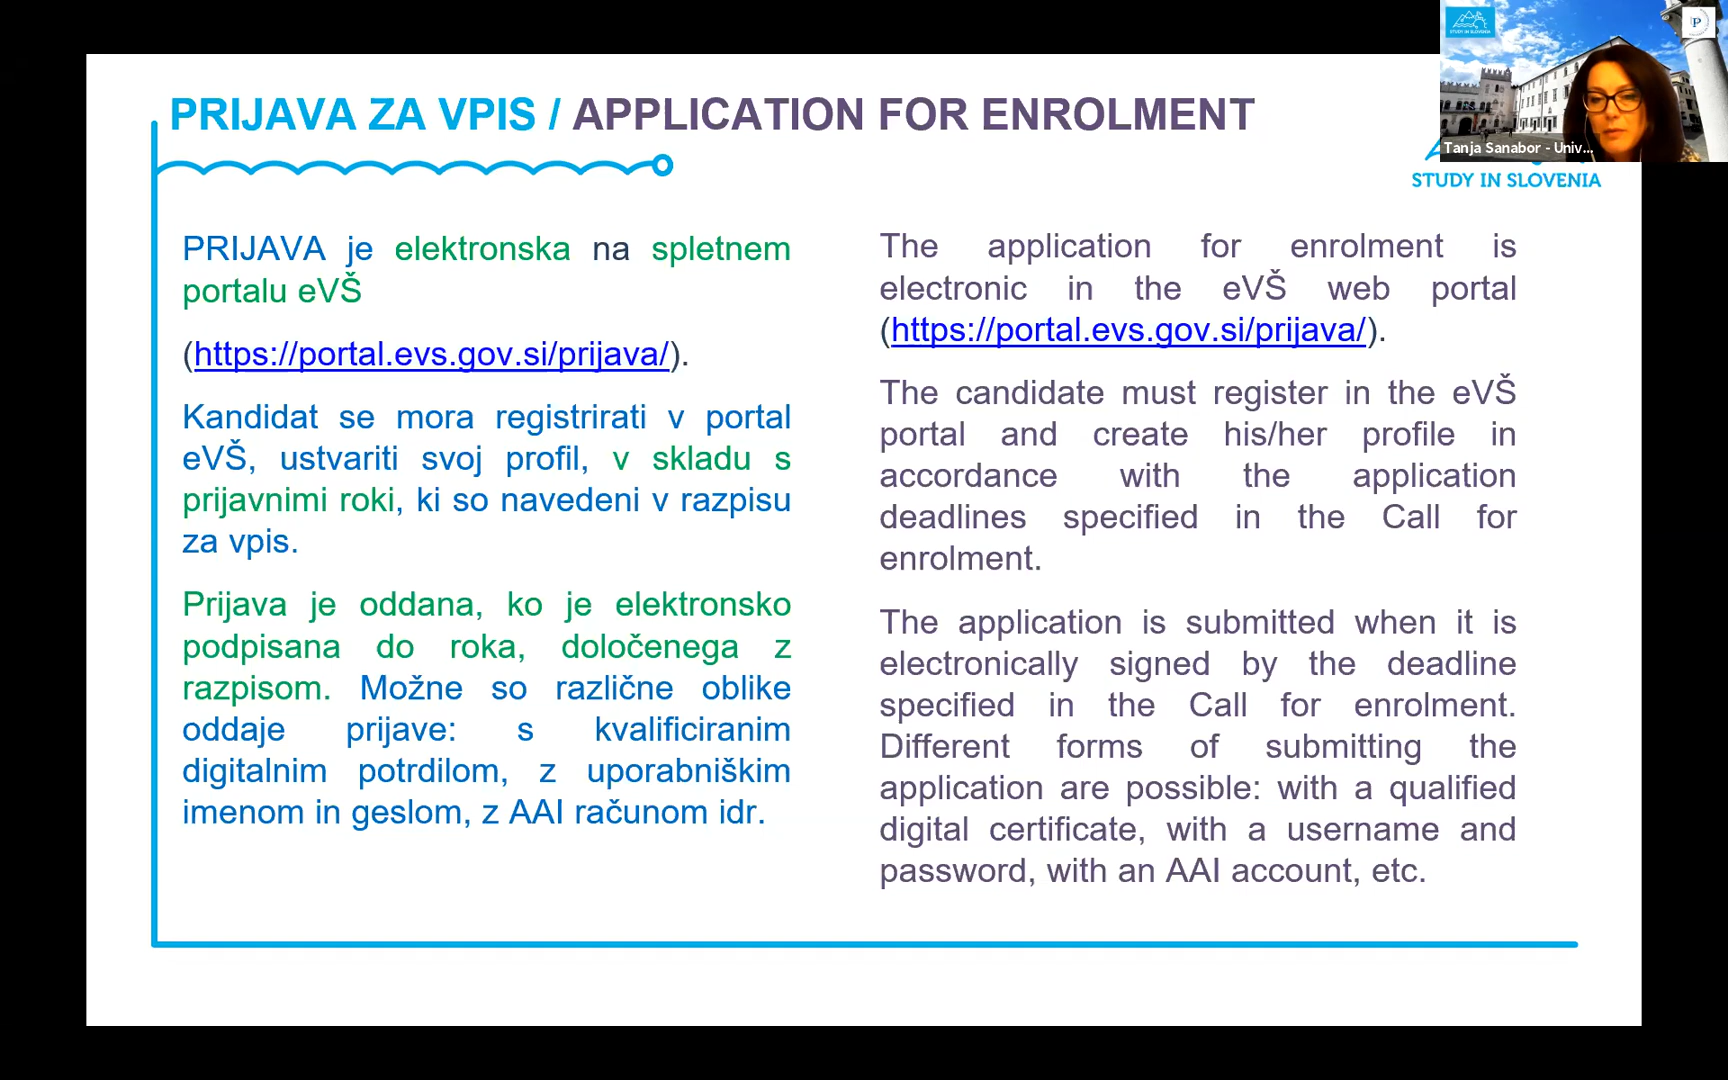 PRIJAVA ZA VPIS / APPLICATION FOR ENROLMENT
STUDY IN SLOVENIA
P
Tanja Sanabor - Univ...
STUDY IN SLOVENIA
PRIJAVA je elektronska na spletnem
portalu eVŠ
(https://portal.evs.gov.si/prijava/).
Kandidat se mora registrirati v portal
eVŠ, ustvariti svoj profil, v skladu s
prijavnimi roki, ki so navedeni v razpisu
za vpis.
Prijava je oddana, ko je elektronsko
podpisana do roka, določenega z
razpisom. Možne so različne oblike
oddaje prijave: s kvalificiranim
digitalnim potrdilom, z uporabniškim
imenom in geslom, z AAI računom idr.
The application for enrolment is
electronic in the eVŠ web portal
(https://portal.evs.gov.si/prijava/).
The candidate must register in the eVŠ
portal and create his/her profile in
accordance with the application
deadlines specified in the Call for
enrolment.
The application is submitted when it is
electronically signed by the deadline
specified in the Call for enrolment.
Different forms of submitting the
application are possible: with a qualified
digital certificate, with a username and
password, with an AAI account, etc.